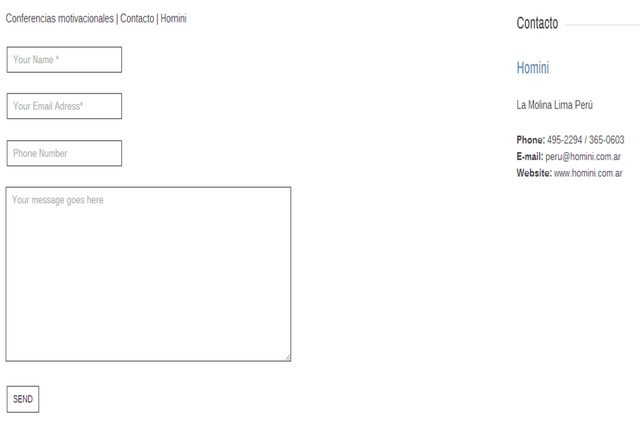 Conferencias motivacionales | Contacto | Homini
Your Name *
Your Email Adress*
Phone Number
Your message goes here
SEND
Contacto
Homini
La Molina Lima Perú
Phone: 495-2294 / 365-0603
E-mail: peru@homini.com.ar
Website: www.homini.com.ar